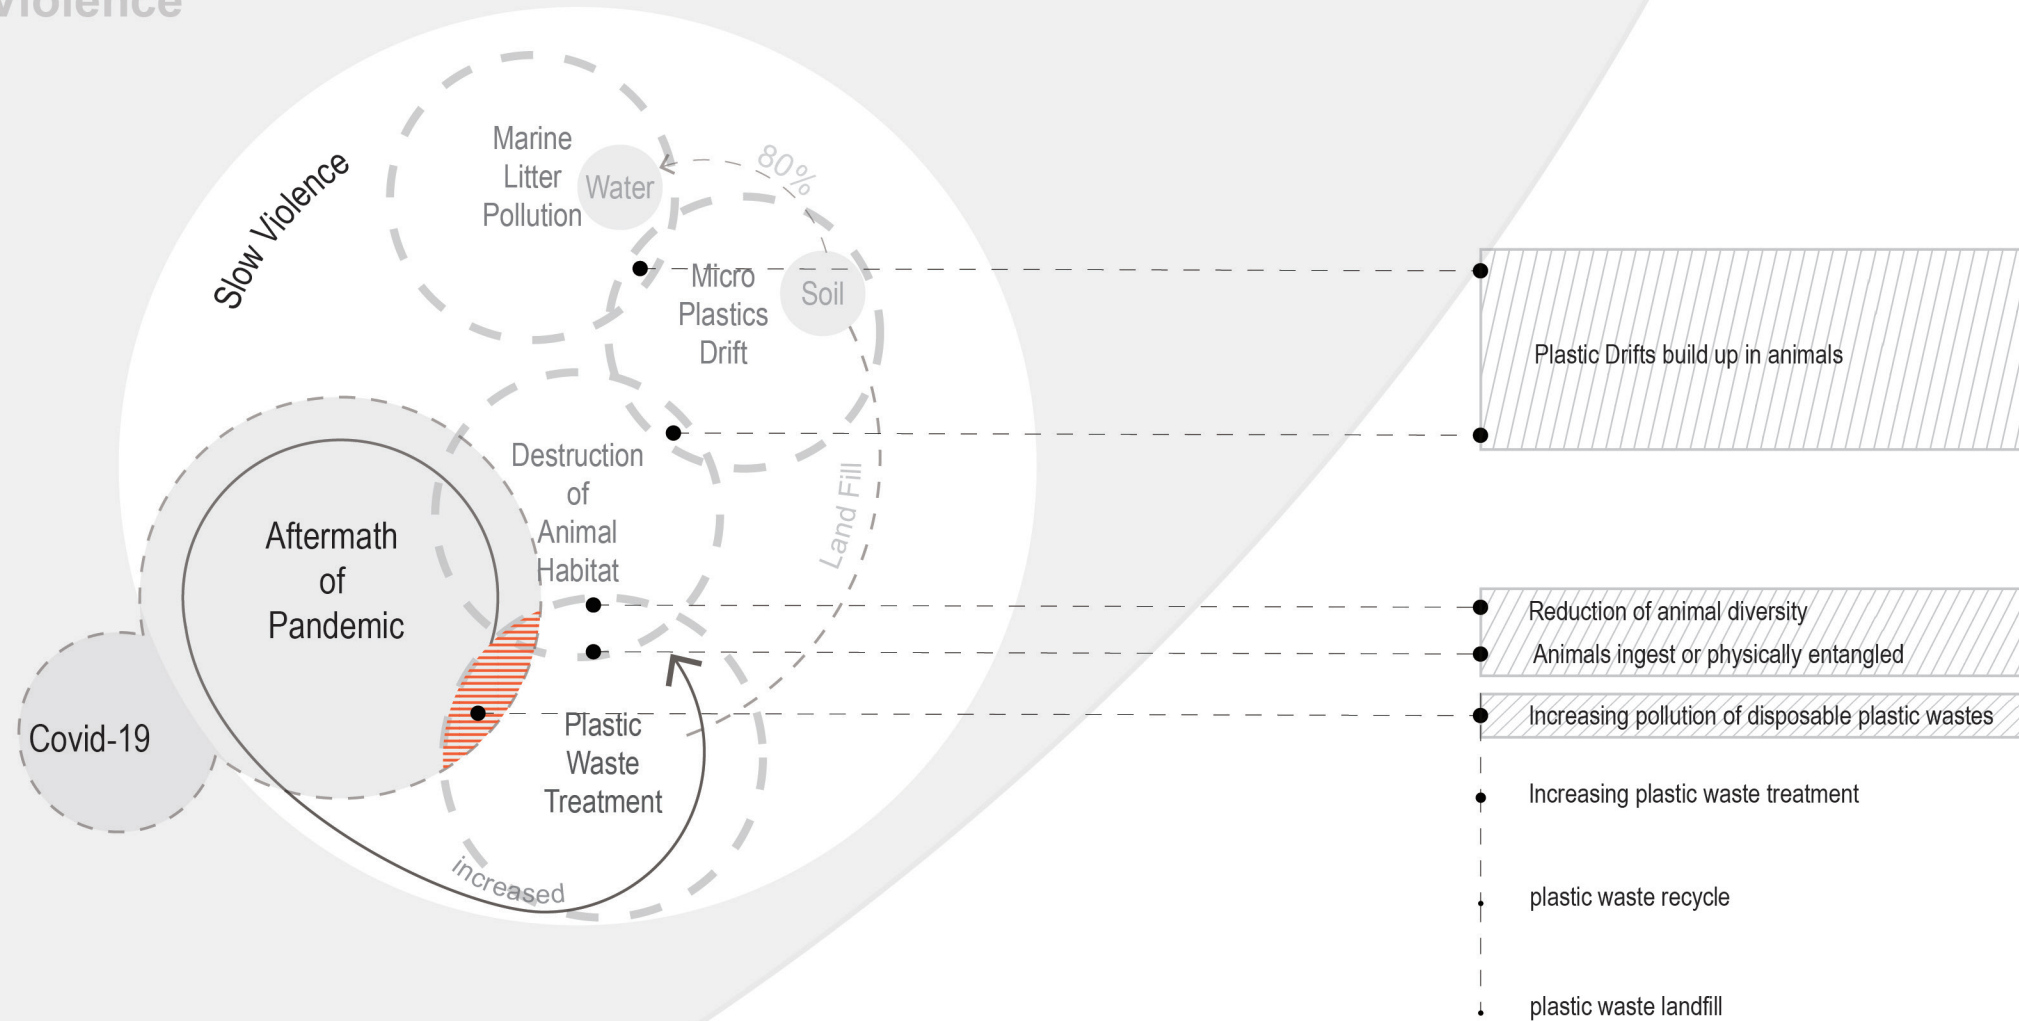 Violence
Slow Violence
Marine
Litter
Pollution
Water
80%
Micro
Plastics
Drift
Soil
Destruction
of
Animal
Habitat
Land Fill
Aftermath
of
Pandemic
Covid-19
Plastic
Waste
Treatment
increased
Plastic Drifts build up in animals
Reduction of animal diversity
Animals ingest or physically entangled
Increasing pollution of disposable plastic wastes
Increasing plastic waste treatment
plastic waste recycle
plastic waste landfill